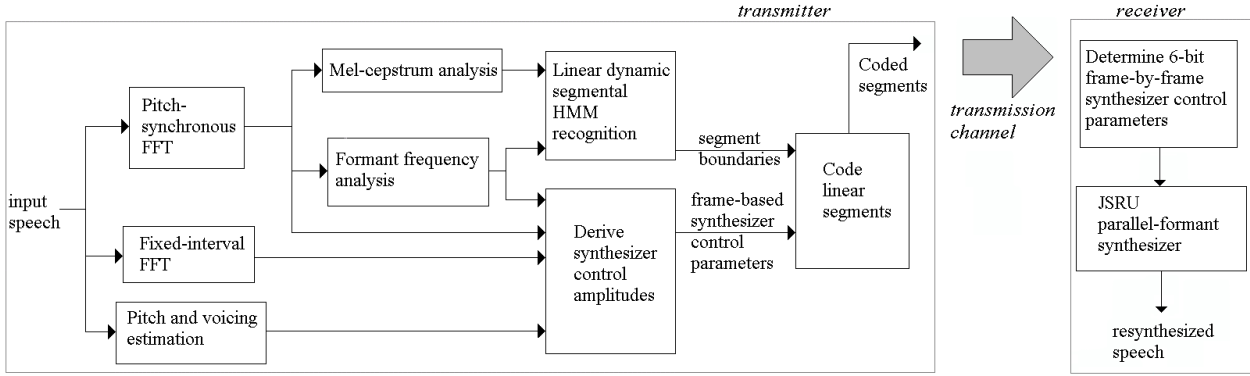 transmitter
receiver
input
speech
Pitch-
synchronous
FFT
Fixed-interval
FFT
Pitch and voicing
estimation
Mel-cepstrum analysis
Formant frequency
analysis
Linear dynamic
segmental
HMM
recognition
Derive
synthesizer
control
amplitudes
segment
boundaries
frame-based
synthesizer
control
parameters
Code
linear
segments
Coded
segments
transmission
channel
Determine 6-bit
frame-by-frame
synthesizer control
parameters
JSRU
parallel-formant
synthesizer
resynthesized
speech